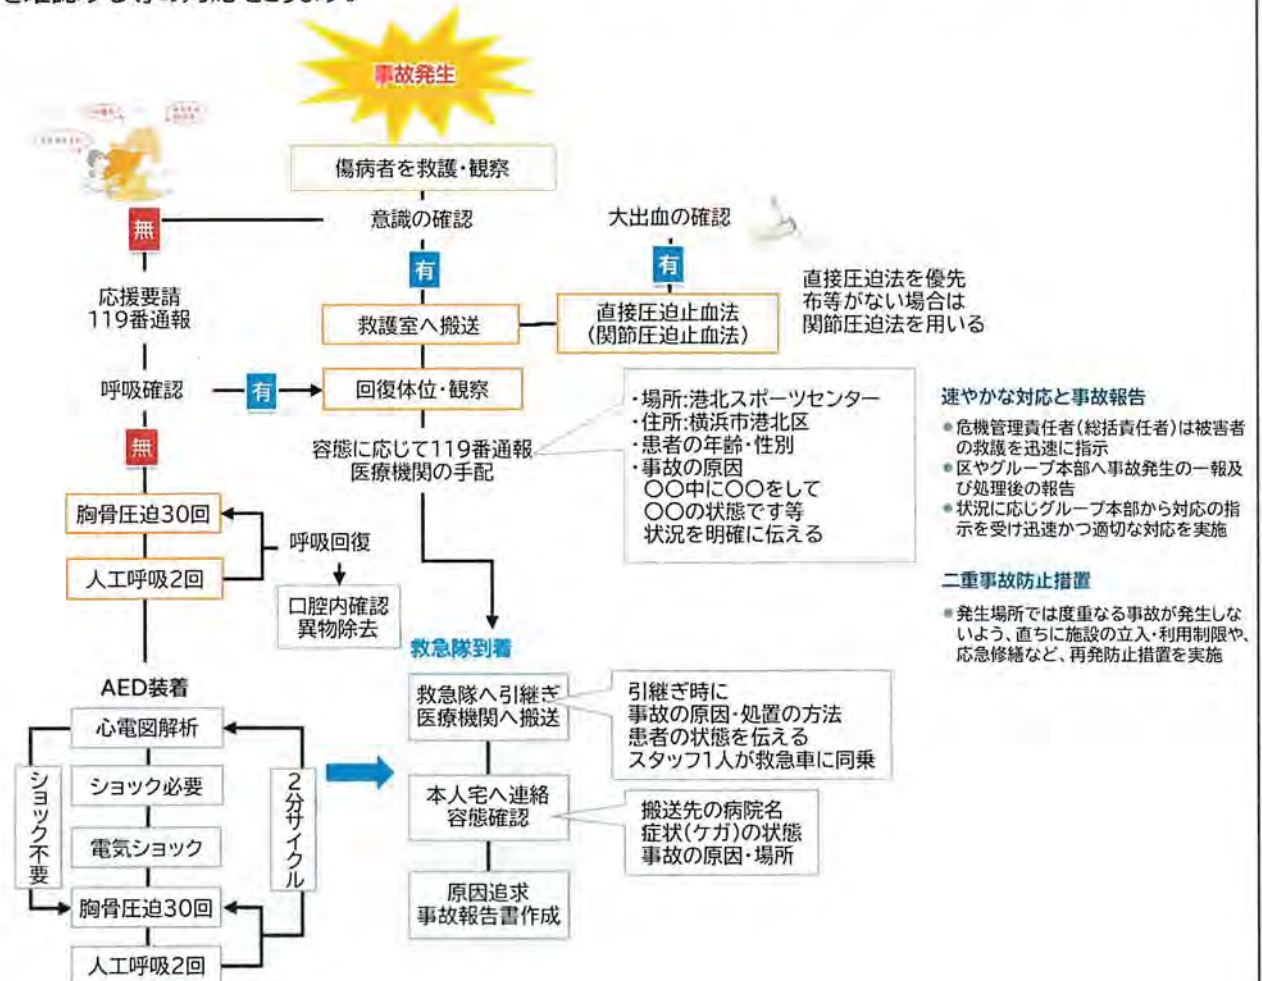 事故発生
傷病者を救護・観察
意識の確認
無
有
大出血の確認
有
直接圧迫止血法
(関節圧迫止血法)
直接圧迫法を優先
布等がない場合は
関節圧迫法を用いる
応援要請
119番通報
救護室へ搬送
呼吸確認
有
回復体位・観察
無
容態に応じて119番通報
医療機関の手配
・場所:港北スポーツセンター
・住所:横浜市港北区
・患者の年齢・性別
・事故の原因
〇〇中に〇〇をして
〇〇の状態です等
状況を明確に伝える
胸骨圧迫30回
人工呼吸2回
呼吸回復
口腔内確認
異物除去
AED装着
心電図解析
ショック必要
電気ショック
胸骨圧迫30回
人工呼吸2回
ショック不要
2分サイクル
救急隊到着
救急隊へ引継ぎ
医療機関へ搬送
引継ぎ時に
事故の原因・処置の方法
患者の状態を伝える
スタッフ1人が救急車に同乗
本人宅へ連絡
容態確認
搬送先の病院名
症状(ケガ)の状態
事故の原因・場所
原因追求
事故報告書作成
速やかな対応と事故報告
●危機管理責任者(総括責任者)は被害者
の救護を迅速に指示
●区やグループ本部へ事故発生の一報及
び処理後の報告
●状況に応じグループ本部から対応の指
示を受け迅速かつ適切な対応を実施
二重事故防止措置
●発生場所では度重なる事故が発生しな
いよう、直ちに施設の立入・利用制限や、
応急修繕など、再発防止措置を実施